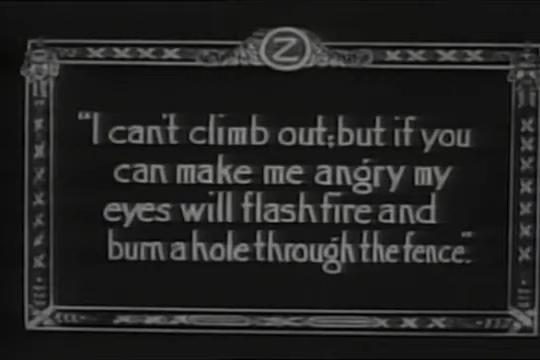 Z
"I can't climb out; but if you
can make me angry my
eyes will flash fire and
burn a hole through the fence."